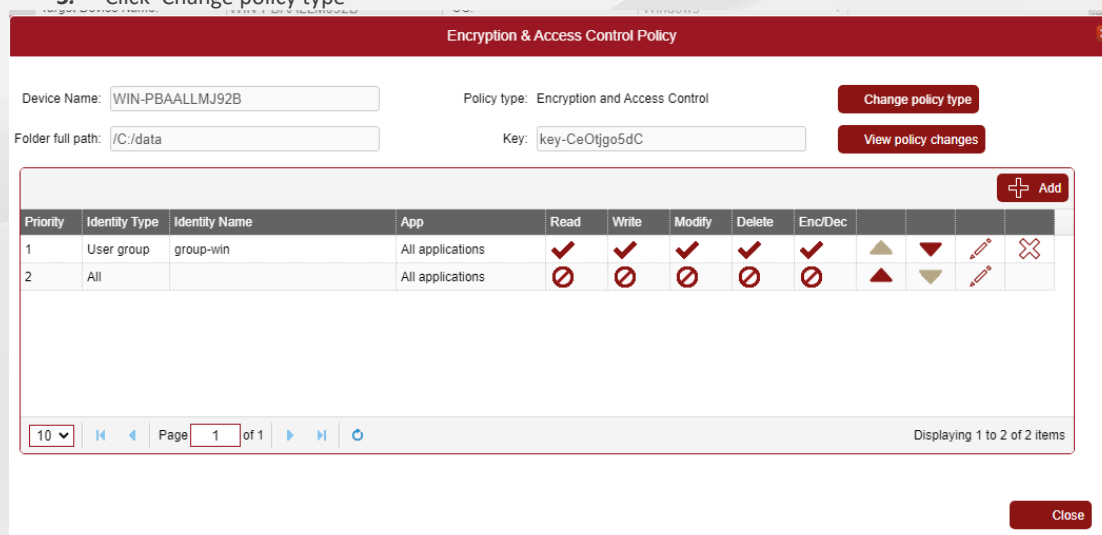 Click 'Change policy type'
Encryption & Access Control Policy
Device Name: WIN-PBAALLMJ92B Policy type: Encryption and Access Control Change policy type
Folder full path: /C:/data Key: key-CeOtjgo5dC View policy changes
Add
Priority Identity Type Identity Name App Read Write Modify Delete Enc/Dec
1 User group group-win All applications
2 All All applications
10 Page 1 of 1 Displaying 1 to 2 of 2 items
Close